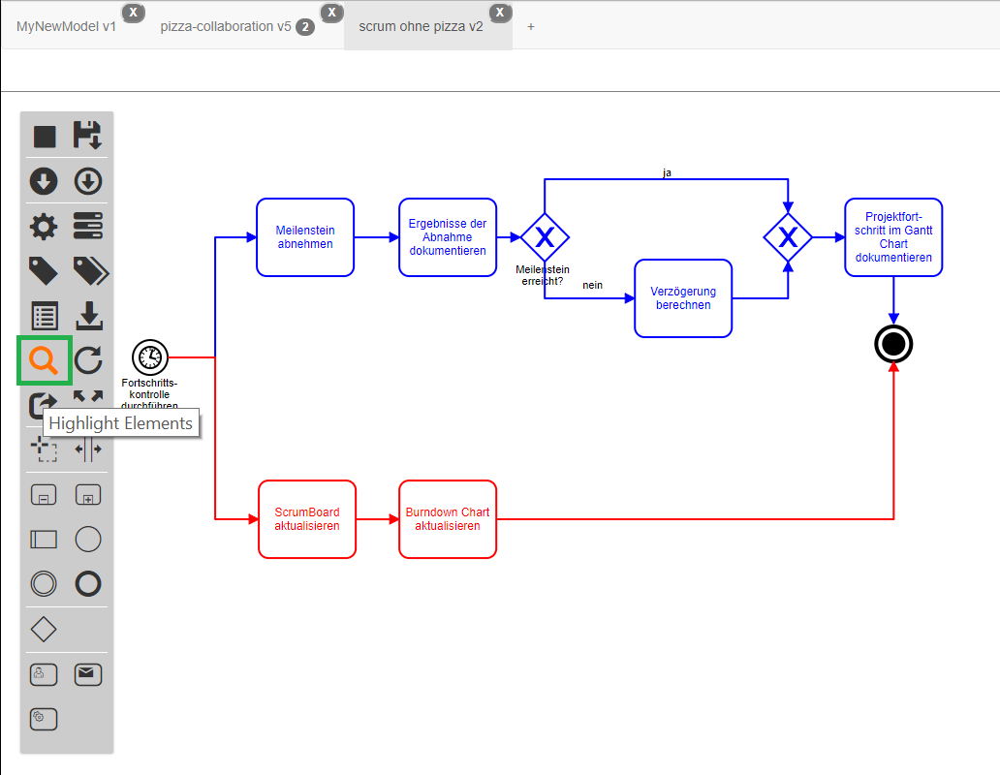 MyNewModel v1
X
pizza-collaboration v5 2
X
scrum ohne pizza v2
X
+
ja
Meilenstein
abnehmen
Ergebnisse der
Abnahme
dokumentieren
X
Meilenstein
erreicht?
nein
Verzögerung
berechnen
X
Projektfort-
schritt im Gantt
Chart
dokumentieren
Fortschritts-
kontrolle
durchführen
Highlight Elements
ScrumBoard
aktualisieren
Burndown Chart
aktualisieren